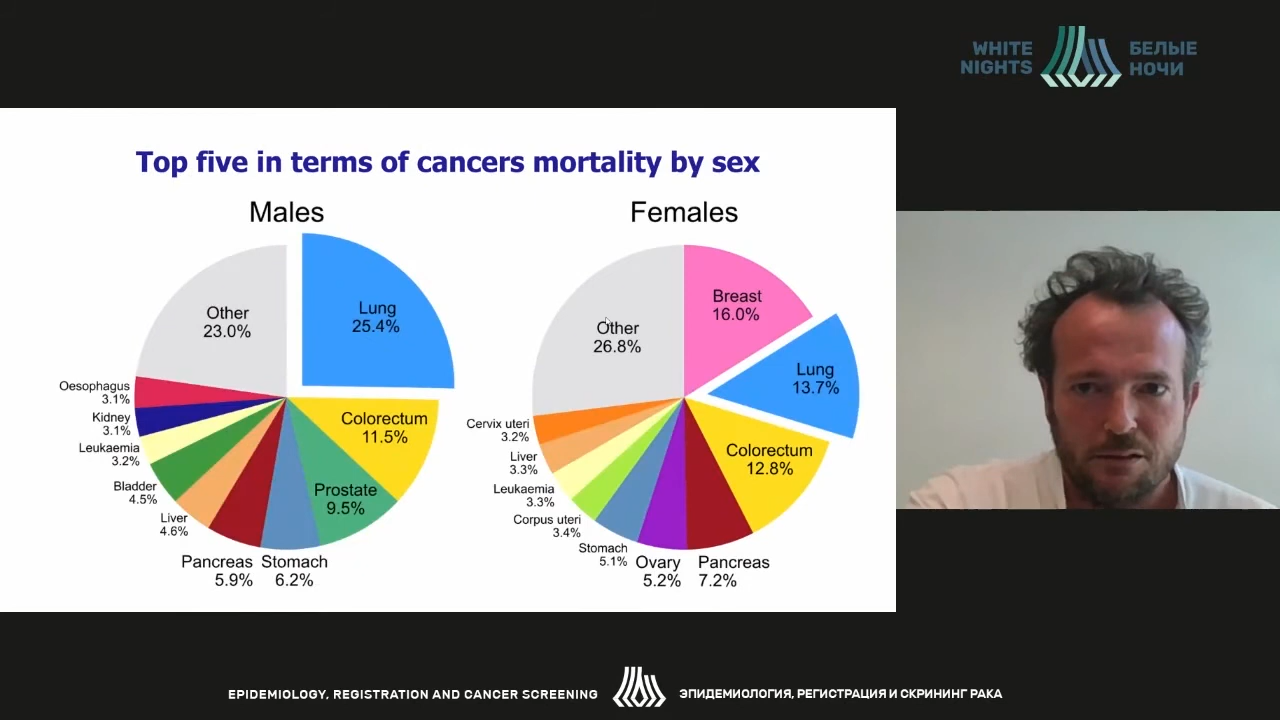 WHITE
NIGHTS
БЕЛЫЕ
НОЧИ
Top five in terms of cancers mortality by sex
Males
Other
23.0%
Lung
25.4%
Oesophagus
3.1%
Kidney
3.1%
Leukaemia
3.2%
Bladder
4.5%
Liver
4.6%
Pancreas
5.9%
Stomach
6.2%
Prostate
9.5%
Colorectum
11.5%
Females
Other
26.8%
Breast
16.0%
Lung
13.7%
Colorectum
12.8%
Cervix uteri
3.2%
Liver
3.3%
Leukaemia
3.3%
Corpus uteri
3.4%
Stomach
5.1%
Ovary
5.2%
Pancreas
7.2%
EPIDEMIOLOGY, REGISTRATION AND CANCER SCREENING
ЭПИДЕМИОЛОГИЯ, РЕГИСТРАЦИЯ И СКРИНИНГ РАКА